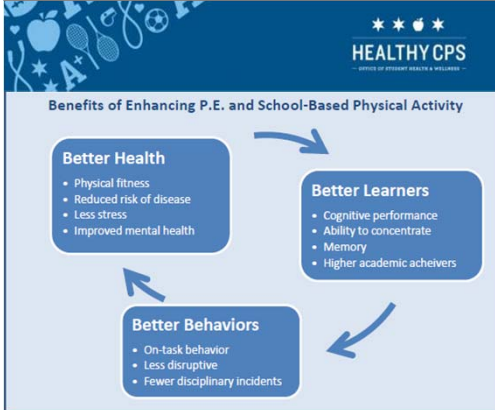 A+
HEALTHY CPS
OFFICE OF STUDENT HEALTH & WELLNESS
Benefits of Enhancing P.E. and School-Based Physical Activity
Better Health
• Physical fitness
• Reduced risk of disease
• Less stress
• Improved mental health
Better Learners
• Cognitive performance
• Ability to concentrate
• Memory
• Higher academic acheivers
Better Behaviors
• On-task behavior
• Less disruptive
• Fewer disciplinary incidents